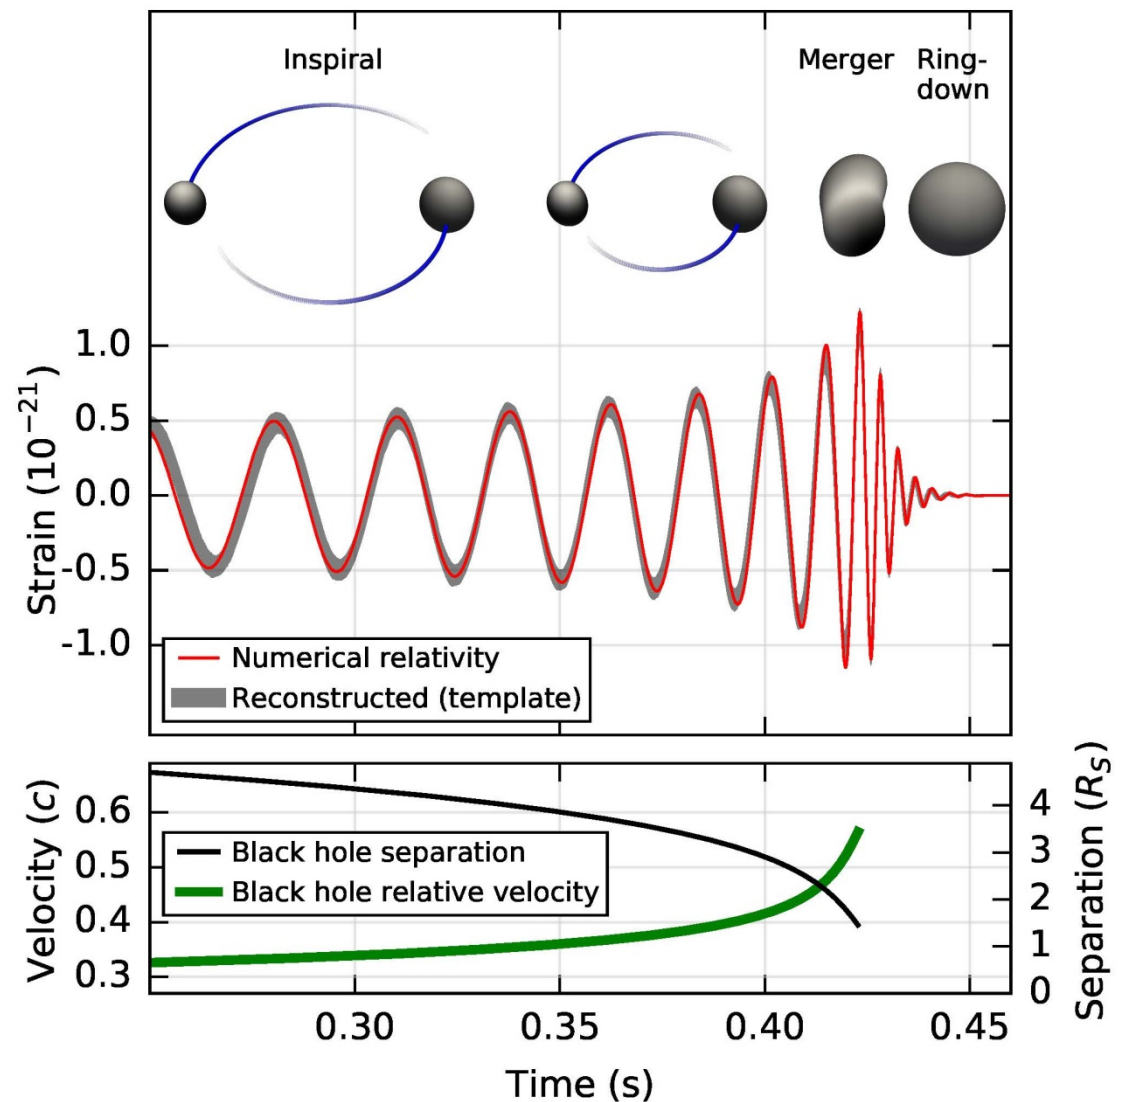 Inspiral
Merger
Ring-
down
Strain (10⁻²¹)
1.0
0.5
0.0
-0.5
-1.0
Numerical relativity
Reconstructed (template)
Velocity (c)
0.6
0.5
0.4
0.3
Black hole separation
Black hole relative velocity
4
3
2
1
0
Separation (R_S)
0.30 0.35 0.40 0.45
Time (s)